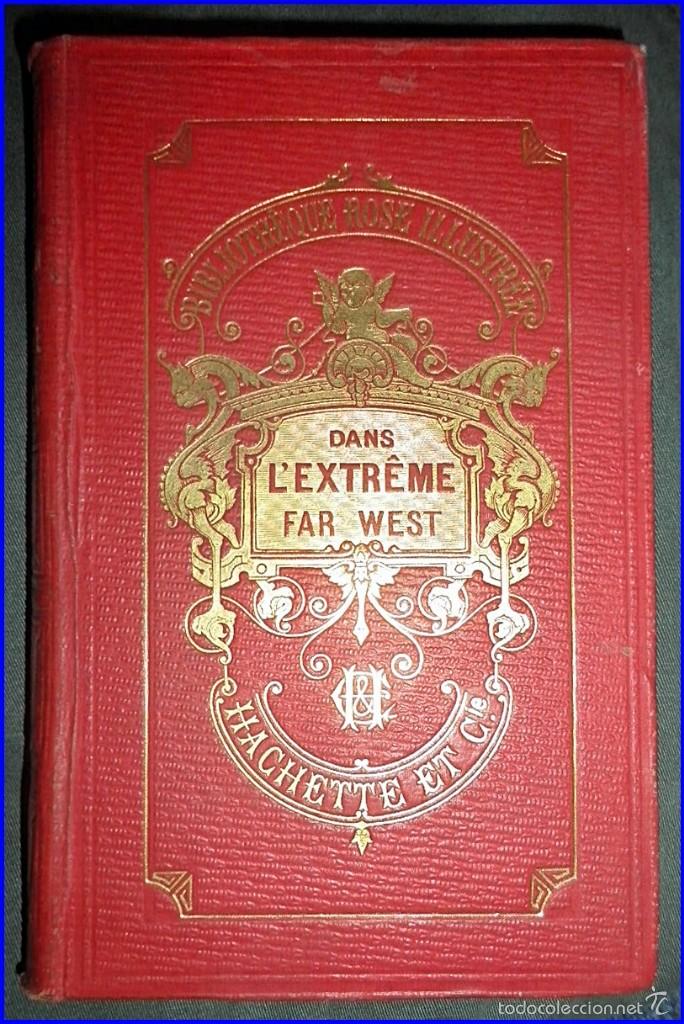 BIBLIOTHÈQUE ROSE ILLUSTRÉE
DANS
L'EXTRÊME
FAR WEST
H&C
HACHETTE ET Cie.
todocoleccion.net